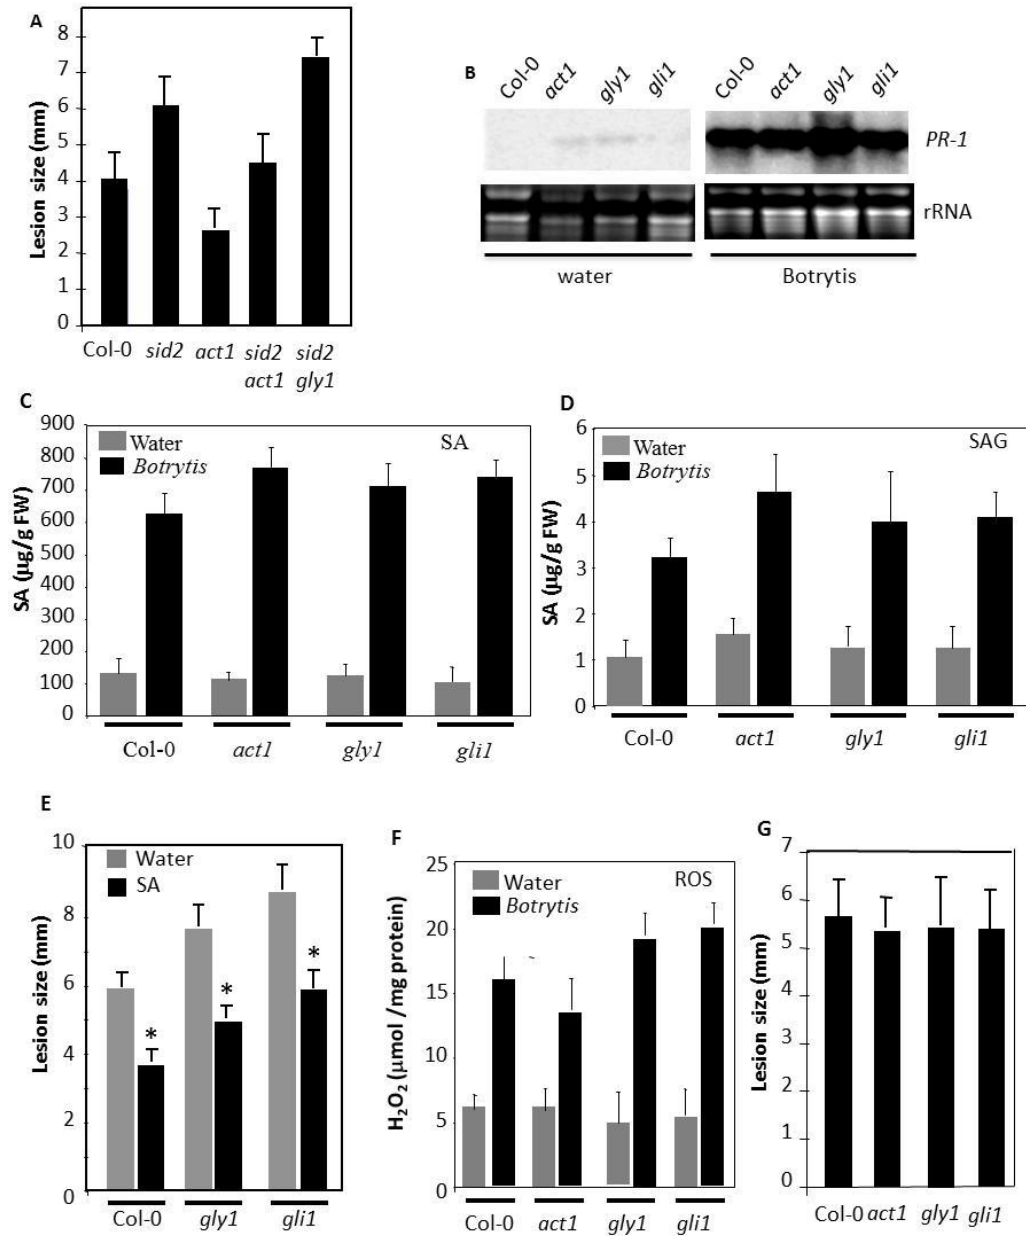 A
Lesion size (mm)
8
7
6
5
4
3
2
1
0
Col-0 sid2 act1 sid2 sid2
act1 gly1
B
Col-0 act1 gly1 gli1 Col-0 act1 gly1 gli1
PR-1
rRNA
water Botrytis
C
SA (µg/g FW)
900
800
700
600
500
400
300
200
100
0
Water
Botrytis
SA
Col-0 act1 gly1 gli1
D
SA (µg/g FW)
6
5
4
3
2
1
0
Water
Botrytis
SAG
Col-0 act1 gly1 gli1
E
Lesion size (mm)
10
8
6
4
2
0
Water
SA
* * *
Col-0 gly1 gli1
F
H₂O₂ (µmol /mg protein)
25
20
15
10
5
0
Water
Botrytis
ROS
Col-0 act1 gly1 gli1
G
Lesion size (mm)
7
6
5
4
3
2
1
0
Col-0 act1 gly1 gli1